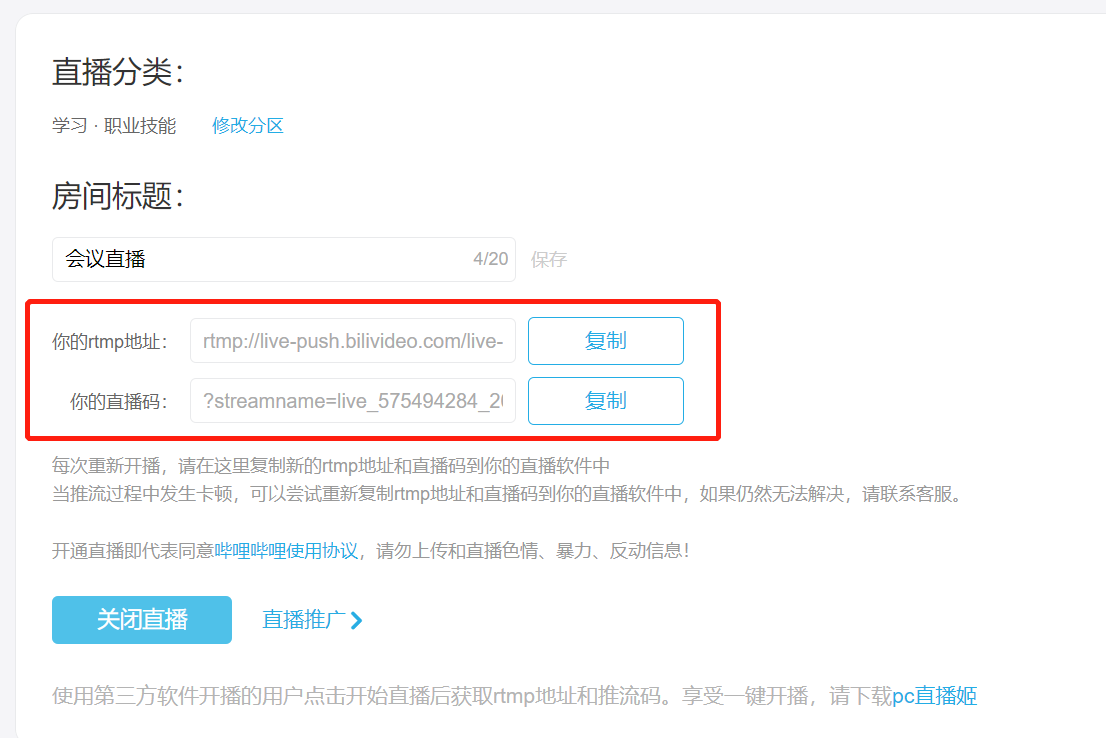 直播分类：
学习 · 职业技能 修改分区
房间标题：
会议直播 4/20 保存
你的rtmp地址： rtmp://live-push.bilivideo.com/live- 复制
你的直播码： ?streamname=live_575494284_20 复制
每次重新开播，请在这里复制新的rtmp地址和直播码到你的直播软件中
当推流过程中发生卡顿，可以尝试重新复制rtmp地址和直播码到你的直播软件中，如果仍然无法解决，请联系客服。
开通直播即代表同意哔哩哔哩使用协议，请勿上传和直播色情、暴力、反动信息！
关闭直播 直播推广
使用第三方软件开播的用户点击开始直播后获取rtmp地址和推流码。享受一键开播，请下载pc直播姬